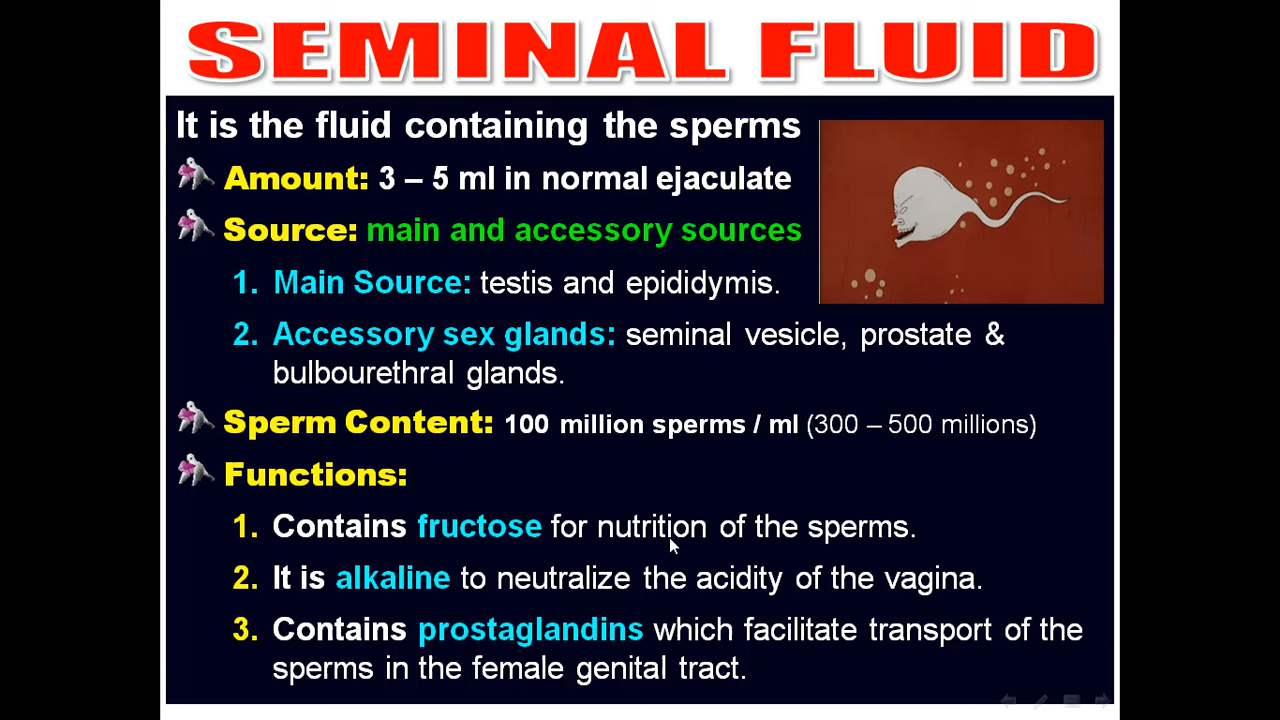 SEMINAL FLUID
It is the fluid containing the sperms
Amount: 3 – 5 ml in normal ejaculate
Source: main and accessory sources
1. Main Source: testis and epididymis.
2. Accessory sex glands: seminal vesicle, prostate &
bulbourethral glands.
Sperm Content: 100 million sperms / ml (300 – 500 millions)
Functions:
1. Contains fructose for nutrition of the sperms.
2. It is alkaline to neutralize the acidity of the vagina.
3. Contains prostaglandins which facilitate transport of the
sperms in the female genital tract.